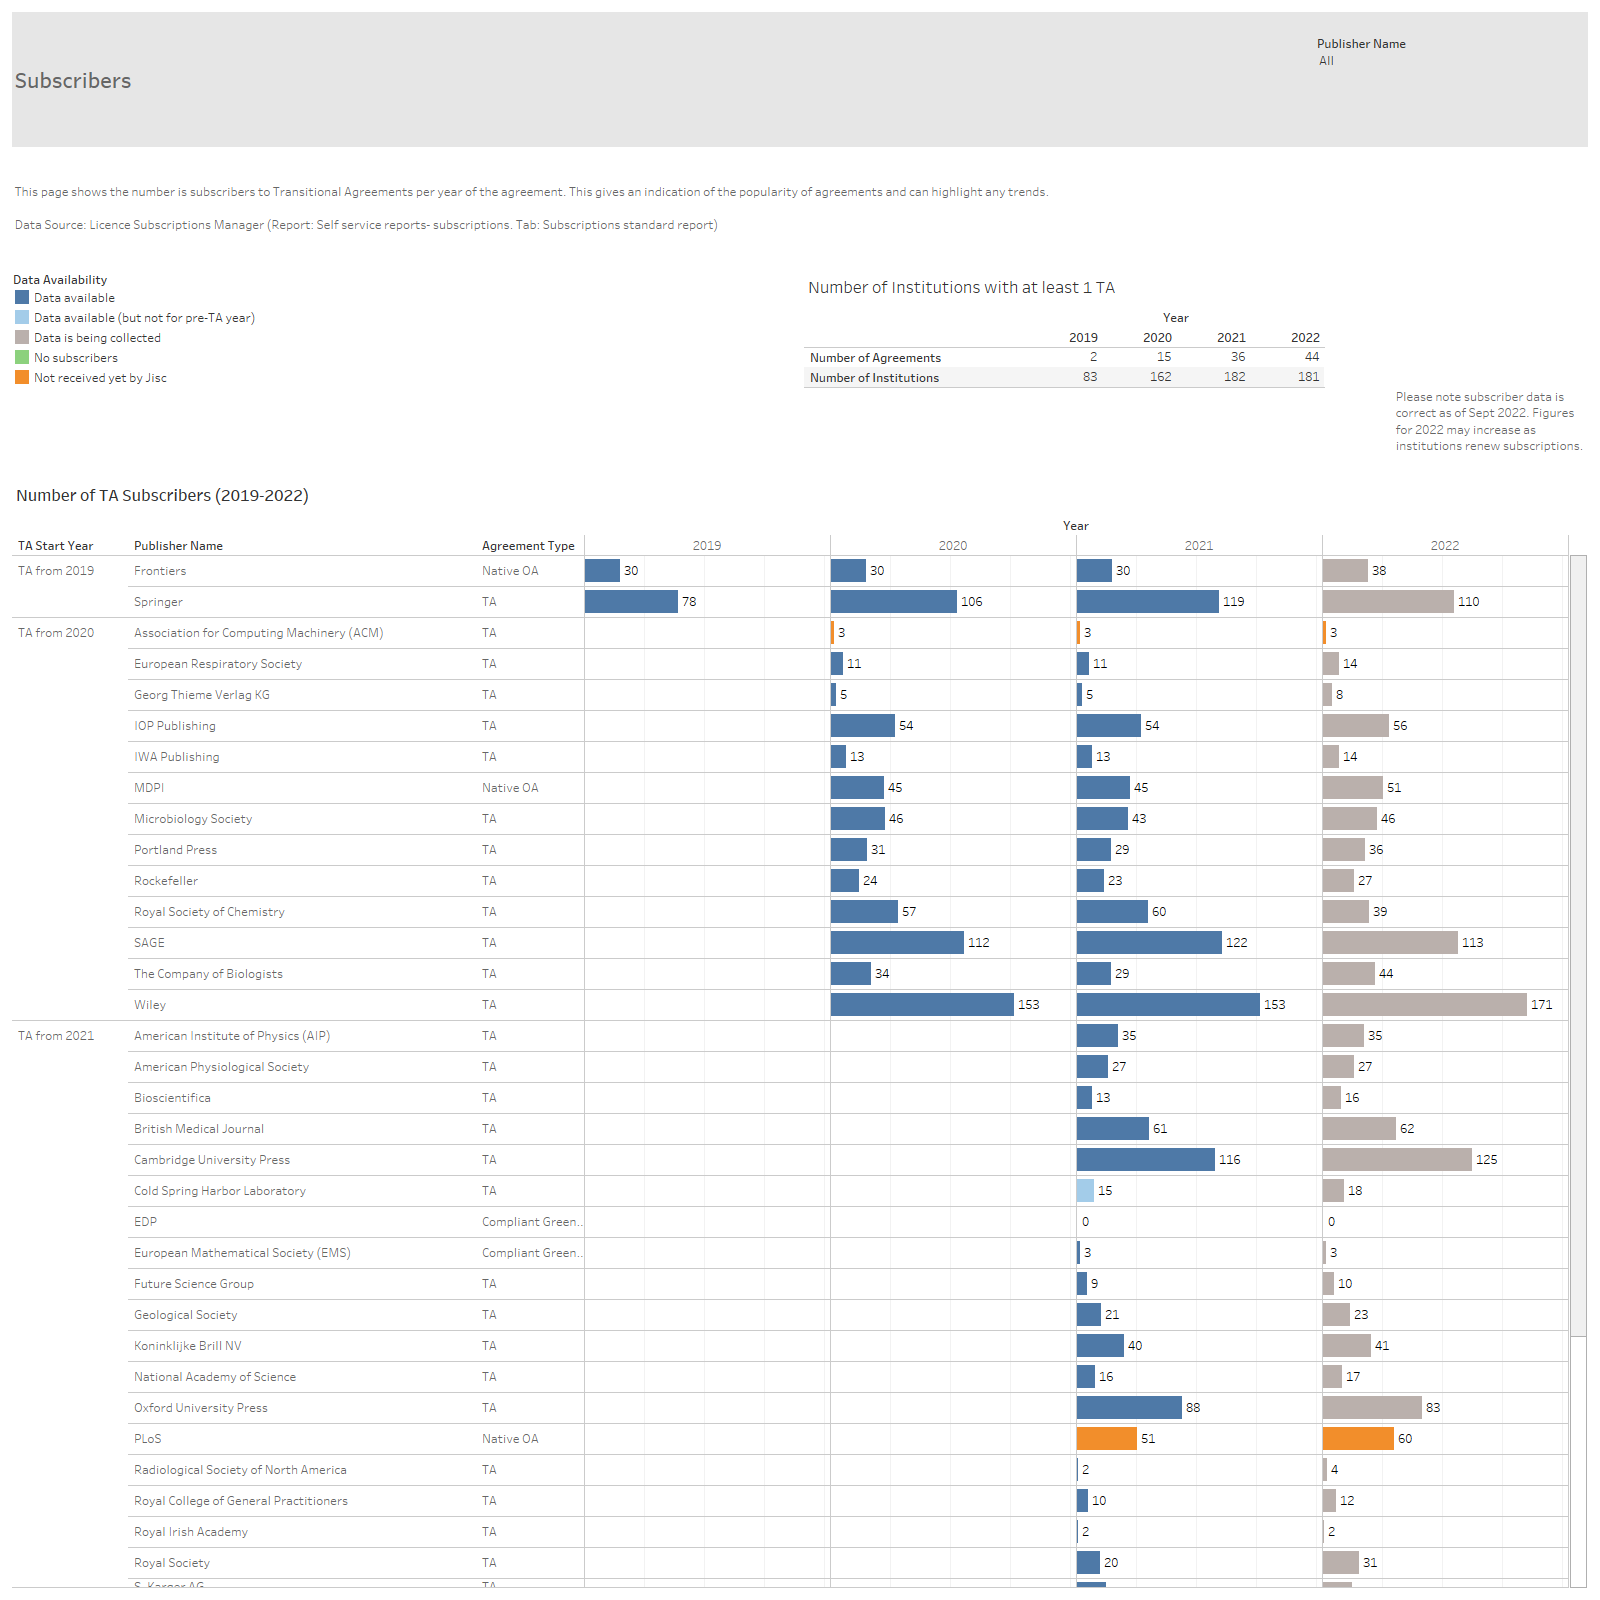 Publisher Name
All
Subscribers
This page shows the number is subscribers to Transitional Agreements per year of the agreement. This gives an indication of the popularity of agreements and can highlight any trends.
Data Source: Licence Subscriptions Manager (Report: Self service reports- subscriptions. Tab: Subscriptions standard report)
Data Availability
Data available
Data available (but not for pre-TA year)
Data is being collected
No subscribers
Not received yet by Jisc
Number of Institutions with at least 1 TA
Year
2019 2020 2021 2022
Number of Agreements 2 15 36 44
Number of Institutions 83 162 182 181
Please note subscriber data is
correct as of Sept 2022. Figures
for 2022 may increase as
institutions renew subscriptions.
Number of TA Subscribers (2019-2022)
Year
TA Start Year Publisher Name Agreement Type 2019 2020 2021 2022
TA from 2019 Frontiers Native OA 30 30 30 38
Springer TA 78 106 119 110
TA from 2020 Association for Computing Machinery (ACM) TA 3 3 3
European Respiratory Society TA 11 11 14
Georg Thieme Verlag KG TA 5 5 8
IOP Publishing TA 54 54 56
IWA Publishing TA 13 13 14
MDPI Native OA 45 45 51
Microbiology Society TA 46 43 46
Portland Press TA 31 29 36
Rockefeller TA 24 23 27
Royal Society of Chemistry TA 57 60 39
SAGE TA 112 122 113
The Company of Biologists TA 34 29 44
Wiley TA 153 153 171
TA from 2021 American Institute of Physics (AIP) TA 35 35
American Physiological Society TA 27 27
Bioscientifica TA 13 16
British Medical Journal TA 61 62
Cambridge University Press TA 116 125
Cold Spring Harbor Laboratory TA 15 18
EDP Compliant Green.. 0 0
European Mathematical Society (EMS) Compliant Green.. 3 3
Future Science Group TA 9 10
Geological Society TA 21 23
Koninklijke Brill NV TA 40 41
National Academy of Science TA 16 17
Oxford University Press TA 88 83
PLoS Native OA 51 60
Radiological Society of North America TA 2 4
Royal College of General Practitioners TA 10 12
Royal Irish Academy TA 2 2
Royal Society TA 20 31
S. Karger AG TA